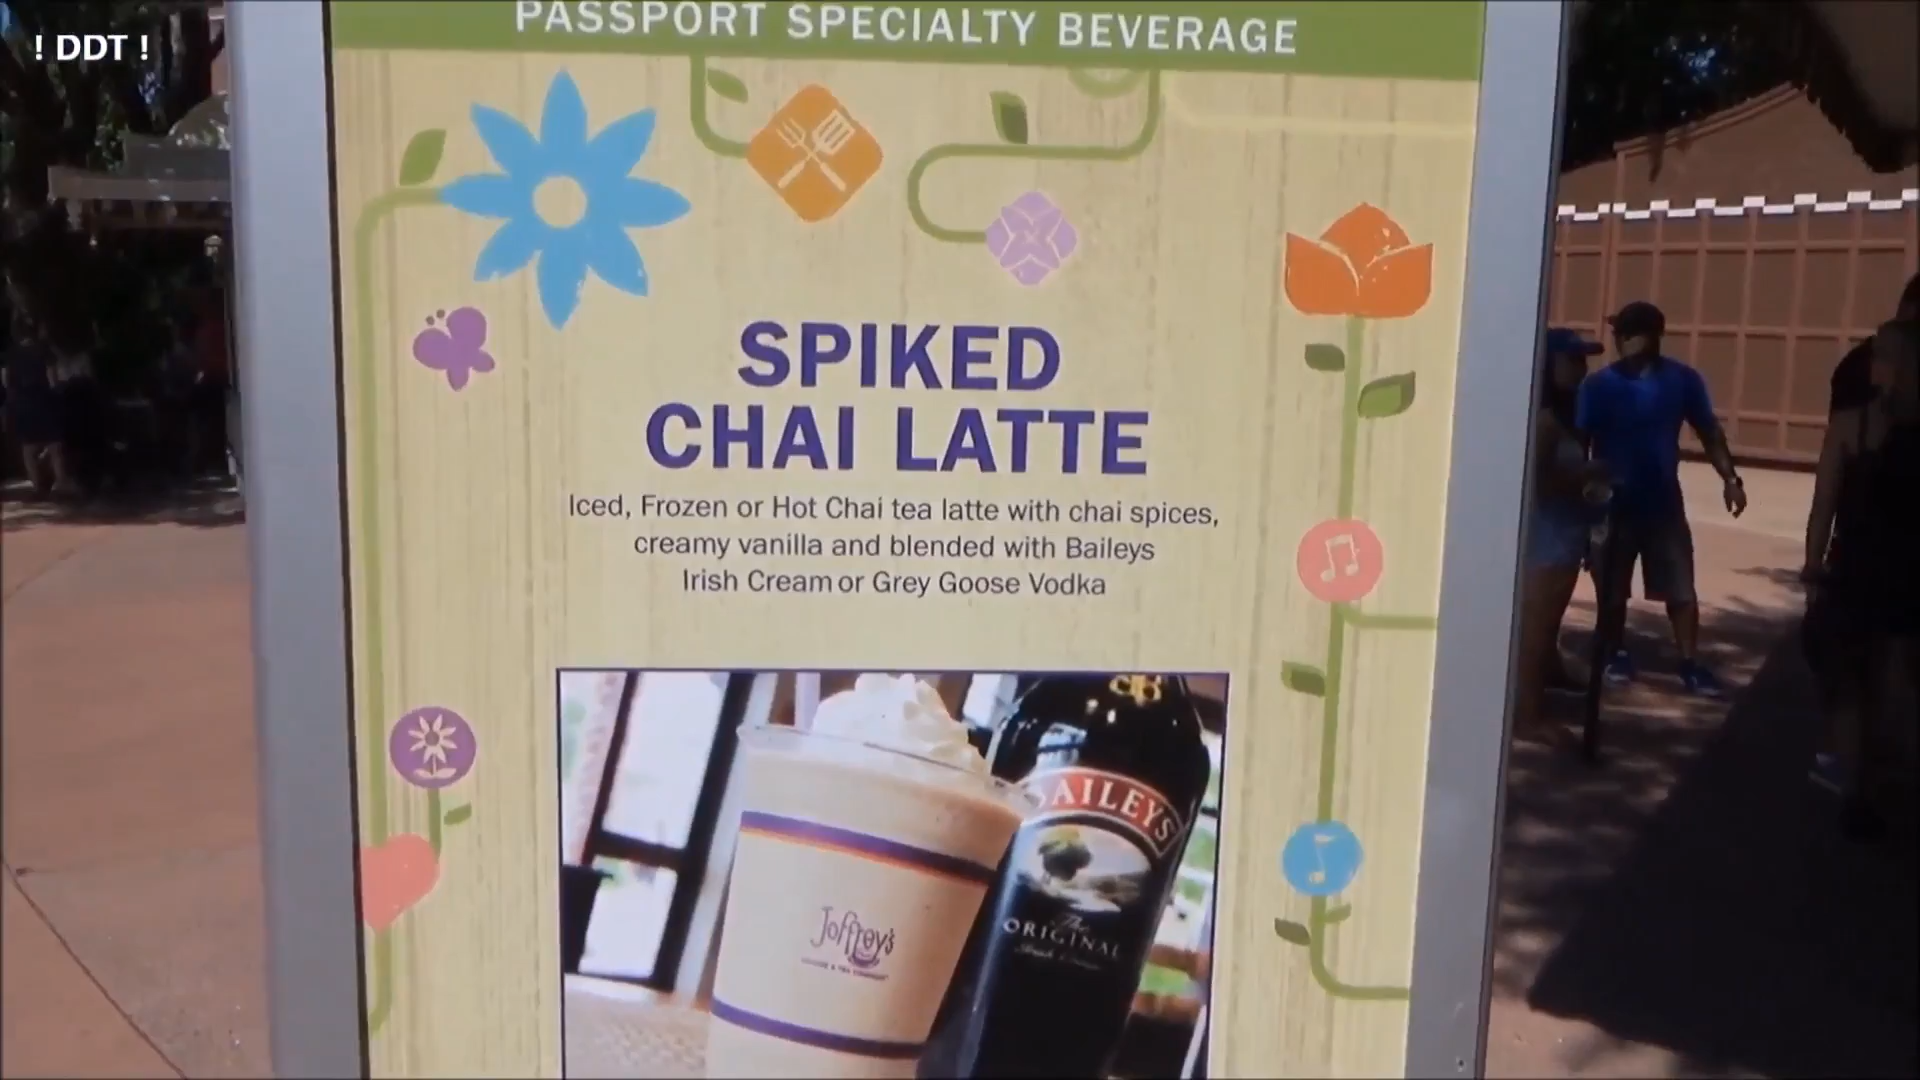 ! DDT !
PASSPORT SPECIALTY BEVERAGE
SPIKED
CHAI LATTE
Iced, Frozen or Hot Chai tea latte with chai spices,
creamy vanilla and blended with Baileys
Irish Cream or Grey Goose Vodka
BAILEYS
The
ORIGINAL
Joffrey's